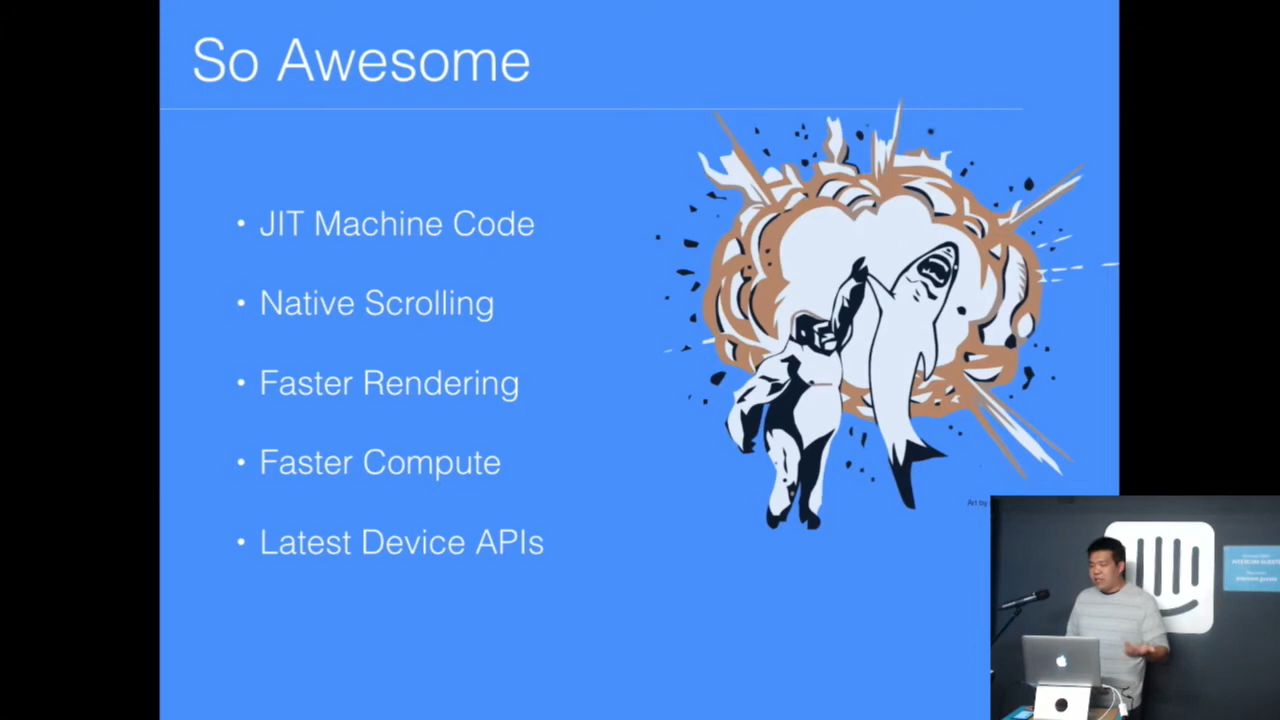 So Awesome
• JIT Machine Code
• Native Scrolling
• Faster Rendering
• Faster Compute
• Latest Device APIs
Art by